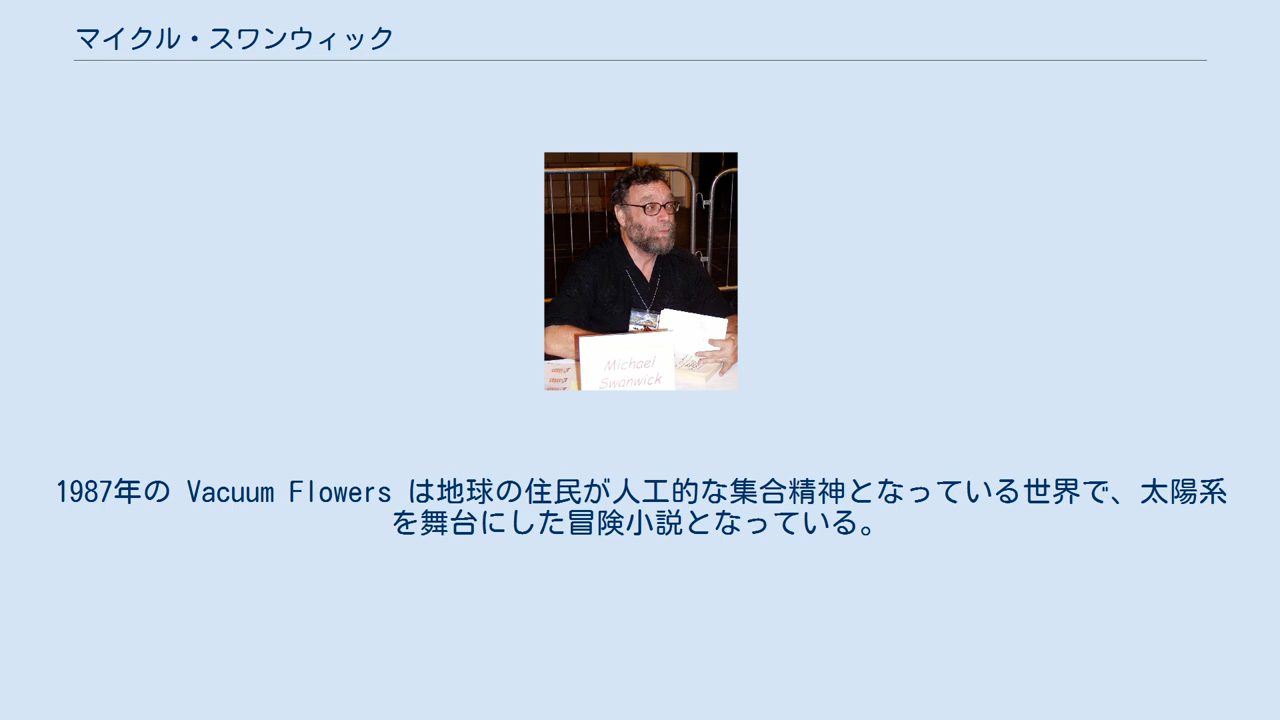 マイクル・スワンウィック
Michael
Swanwick
1987年の Vacuum Flowers は地球の住民が人工的な集合精神となっている世界で、太陽系
を舞台にした冒険小説となっている。